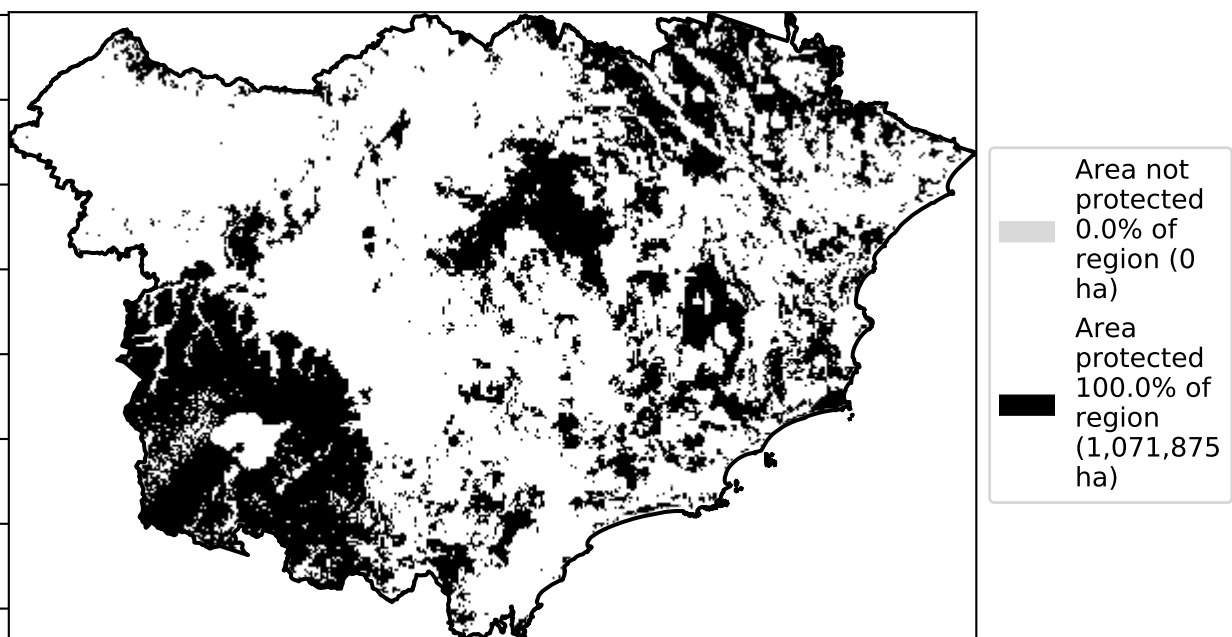 Area not
protected
0.0% of
region (0
ha)
Area
protected
100.0% of
region
(1,071,875
ha)